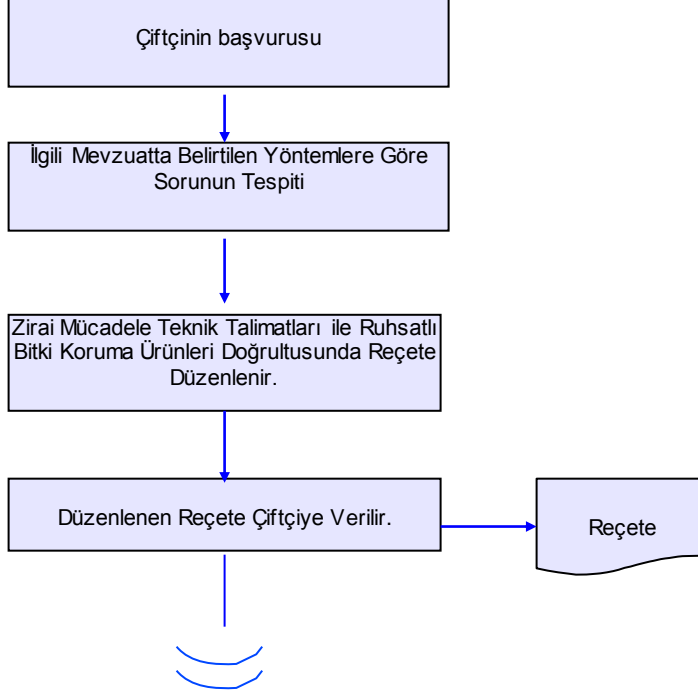 Çiftçinin başvurusu
İlgili Mevzuatta Belirtilen Yöntemlere Göre
Sorunun Tespiti
Zirai Mücadele Teknik Talimatları ile Ruhsatlı
Bitki Koruma Ürünleri Doğrultusunda Reçete
Düzenlenir.
Düzenlenen Reçete Çiftçiye Verilir.
Reçete